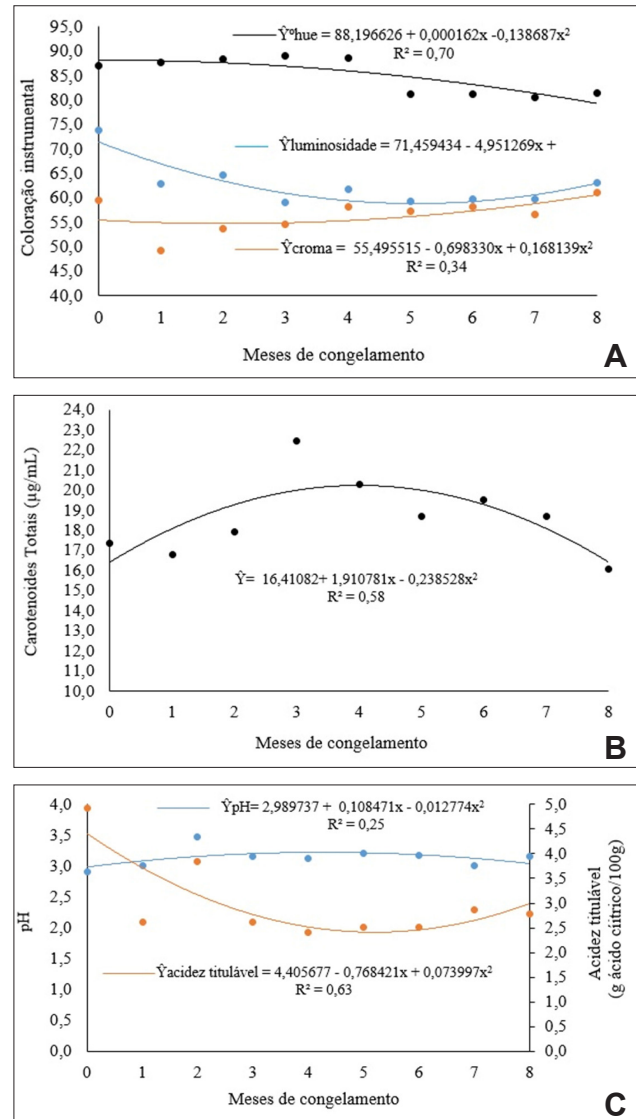 95,0
90,0
85,0
80,0
75,0
70,0
65,0
60,0
55,0
50,0
45,0
40,0
Coloração instrumental
Ŷºhue = 88,196626 + 0,000162x -0,138687x²
R² = 0,70
Ŷluminosidade = 71,459434 - 4,951269x +
Ŷcroma = 55,495515 - 0,698330x + 0,168139x²
R² = 0,34
0 1 2 3 4 5 6 7 8
Meses de congelamento
A
24,0
23,0
22,0
21,0
20,0
19,0
18,0
17,0
16,0
15,0
14,0
13,0
12,0
11,0
10,0
Carotenoides Totais (µg/mL)
Ŷ= 16,41082+ 1,910781x - 0,238528x²
R² = 0,58
0 1 2 3 4 5 6 7 8
Meses de congelamento
B
4,0
3,5
3,0
2,5
2,0
1,5
1,0
0,5
0,0
pH
ŶpH= 2,989737 + 0,108471x - 0,012774x²
R² = 0,25
Ŷacidez titulável = 4,405677 - 0,768421x + 0,073997x²
R² = 0,63
5,0
4,5
4,0
3,5
3,0
2,5
2,0
1,5
1,0
0,5
0,0
Acidez titulável
(g ácido cíítrico/100g)
0 1 2 3 4 5 6 7 8
Meses de congelamento
C